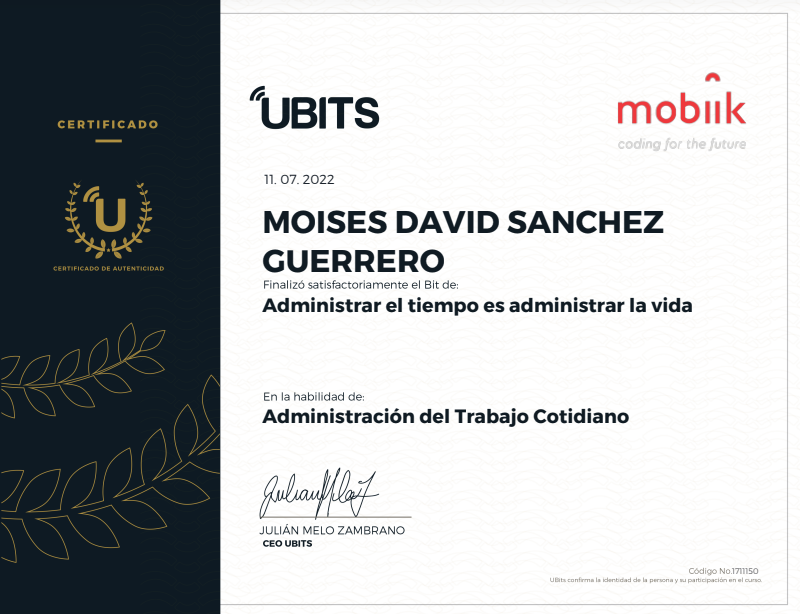 CERTIFICADO
U
CERTIFICADO DE AUTENTICIDAD
UBITS
mobiik
coding for the future
11. 07. 2022
MOISES DAVID SANCHEZ
GUERRERO
Finalizó satisfactoriamente el Bit de:
Administrar el tiempo es administrar la vida
En la habilidad de:
Administración del Trabajo Cotidiano
JULIÁN MELO ZAMBRANO
CEO UBITS
Código No.1711150
UBits confirma la identidad de la persona y su participación en el curso.